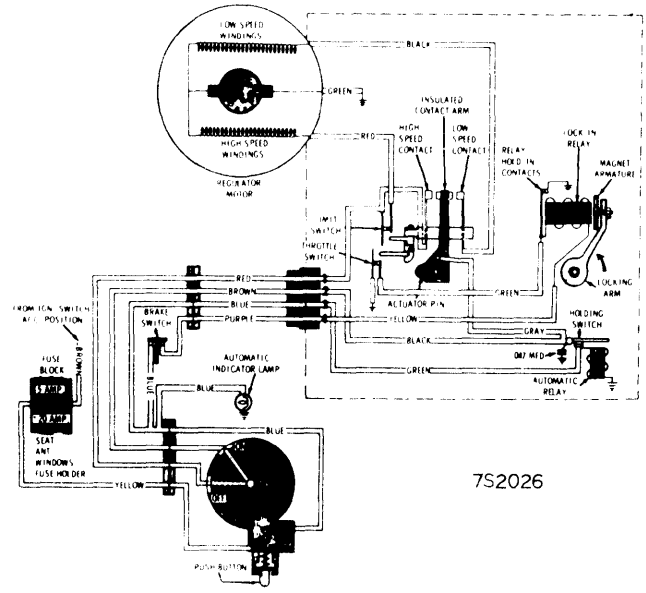 LOW SPEED
WINDINGS
BLACK
GREEN
HIGH SPEED
WINDINGS
RED
REGULATOR
MOTOR
INSULATED
CONTACT ARM
HIGH
SPEED
CONTACT
LOW
SPEED
CONTACT
RELAY
HOLD IN
CONTACTS
LOCK IN
RELAY
MAGNET
ARMATURE
SWITCH
THROTTLE
SWITCH
ACTUATOR PIN
GREEN
LOCKING
ARM
RED
BROWN
BLUE
PURPLE
YELLOW
BLACK
GRAY
HOLDING
SWITCH
GREEN
AUTOMATIC
RELAY
FROM IGN SWITCH
ACC POSITION
BROWN
BRAKE
SWITCH
BLUE
AUTOMATIC
INDICATOR LAMP
BLUE
FUSE
BLOCK
5 AMP
20 AMP
SEAT
ANT
WINDOWS
FUSE HOLDER
BLUE
YELLOW
OFF
PUSH BUTTON
7S2026